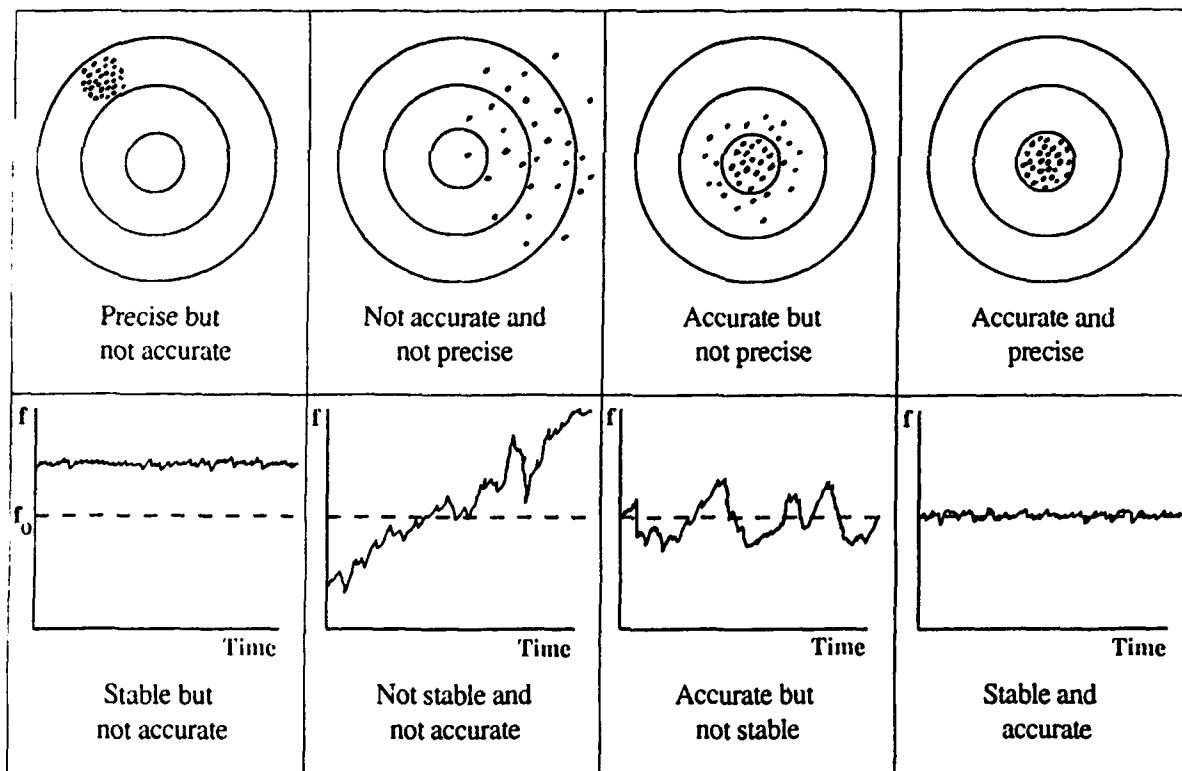 Precise but
not accurate
Not accurate and
not precise
Accurate but
not precise
Accurate and
precise
f
f0
Time
Stable but
not accurate
f
Time
Not stable and
not accurate
f
Time
Accurate but
not stable
f
Time
Stable and
accurate